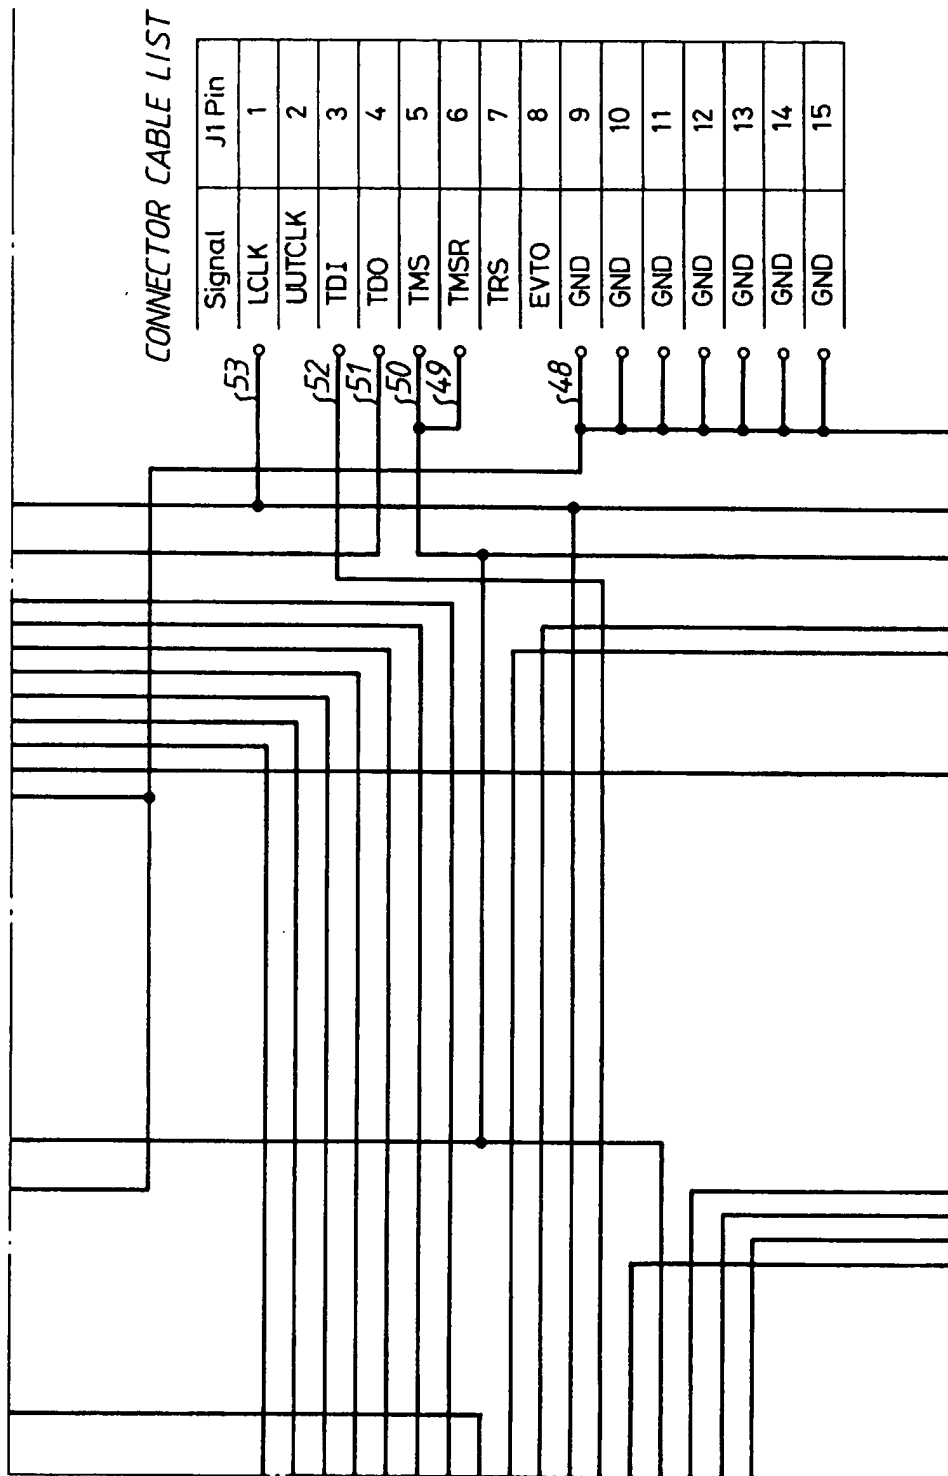 CONNECTOR CABLE LIST
Signal J1 Pin
LCLK 1
UUTCLK 2
TDI 3
TDO 4
TMS 5
TMSR 6
TRS 7
EVTO 8
GND 9
GND 10
GND 11
GND 12
GND 13
GND 14
GND 15
53
52
51
50
49
48